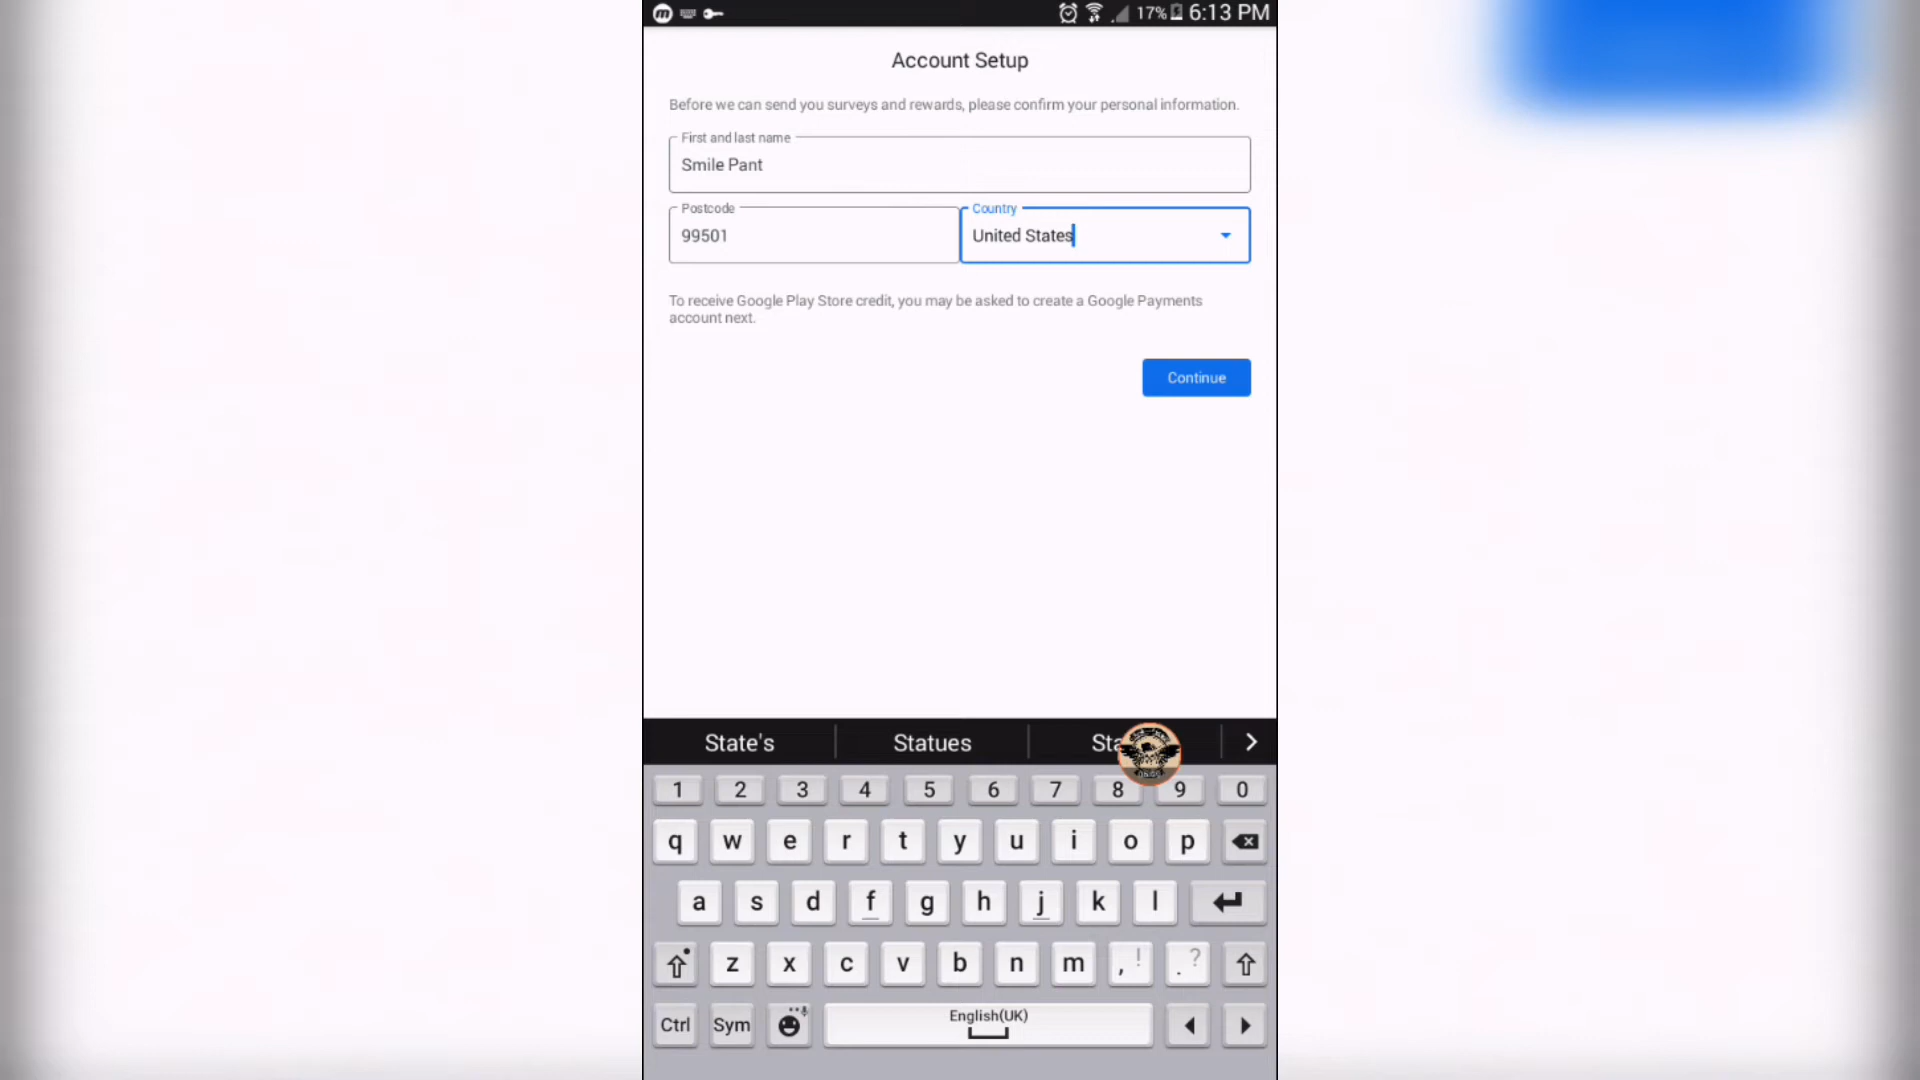 17% 6:13 PM
Account Setup
Before we can send you surveys and rewards, please confirm your personal information.
First and last name
Smile Pant
Postcode
99501
Country
United States
To receive Google Play Store credit, you may be asked to create a Google Payments
account next.
Continue
State's Statues
1 2 3 4 5 6 7 8 9 0
q w e r t y u i o p
a s d f g h j k l
z x c v b n m , ! . ?
Ctrl Sym English(UK)